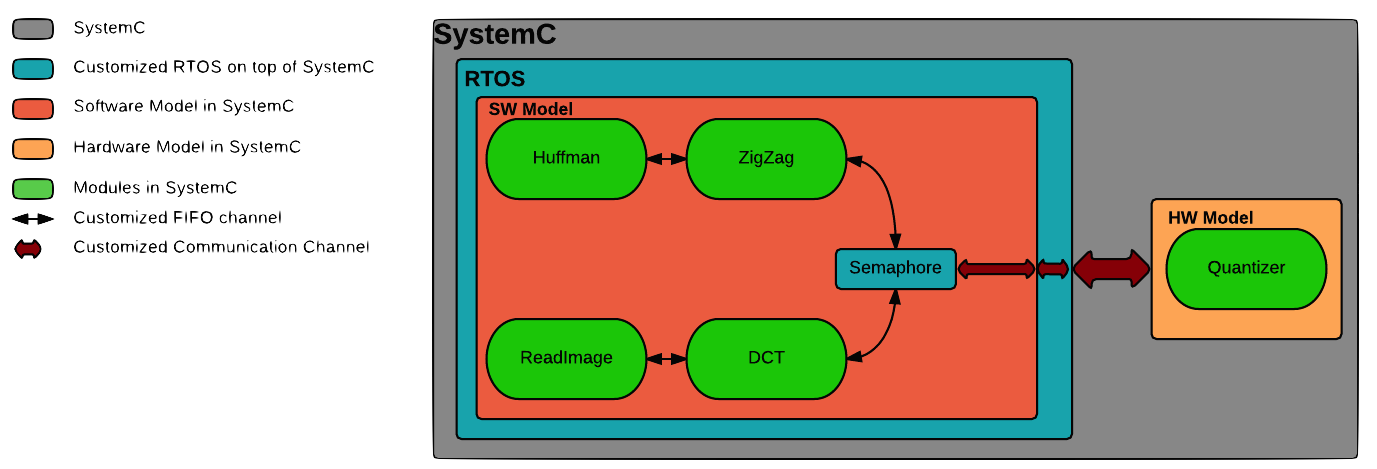 SystemC
Customized RTOS on top of SystemC
Software Model in SystemC
Hardware Model in SystemC
Modules in SystemC
Customized FIFO channel
Customized Communication Channel
SystemC
RTOS
SW Model
Huffman
ZigZag
Semaphore
ReadImage
DCT
HW Model
Quantizer